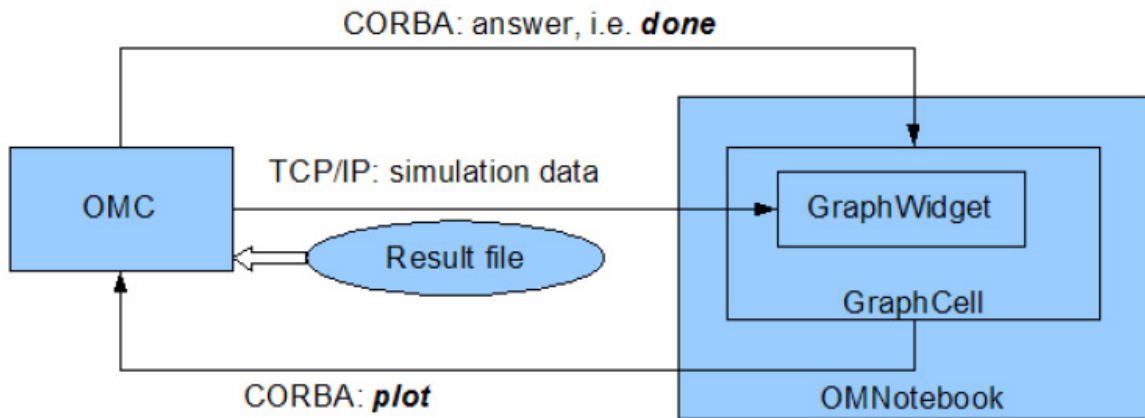 CORBA: answer, i.e. done
TCP/IP: simulation data
OMC
GraphWidget
Result file
GraphCell
CORBA: plot
OMNotebook